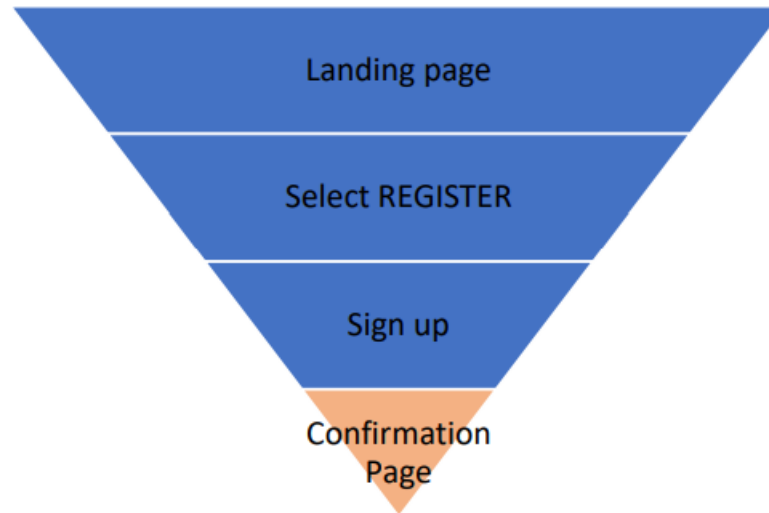 Landing page
Select REGISTER
Sign up
Confirmation
Page